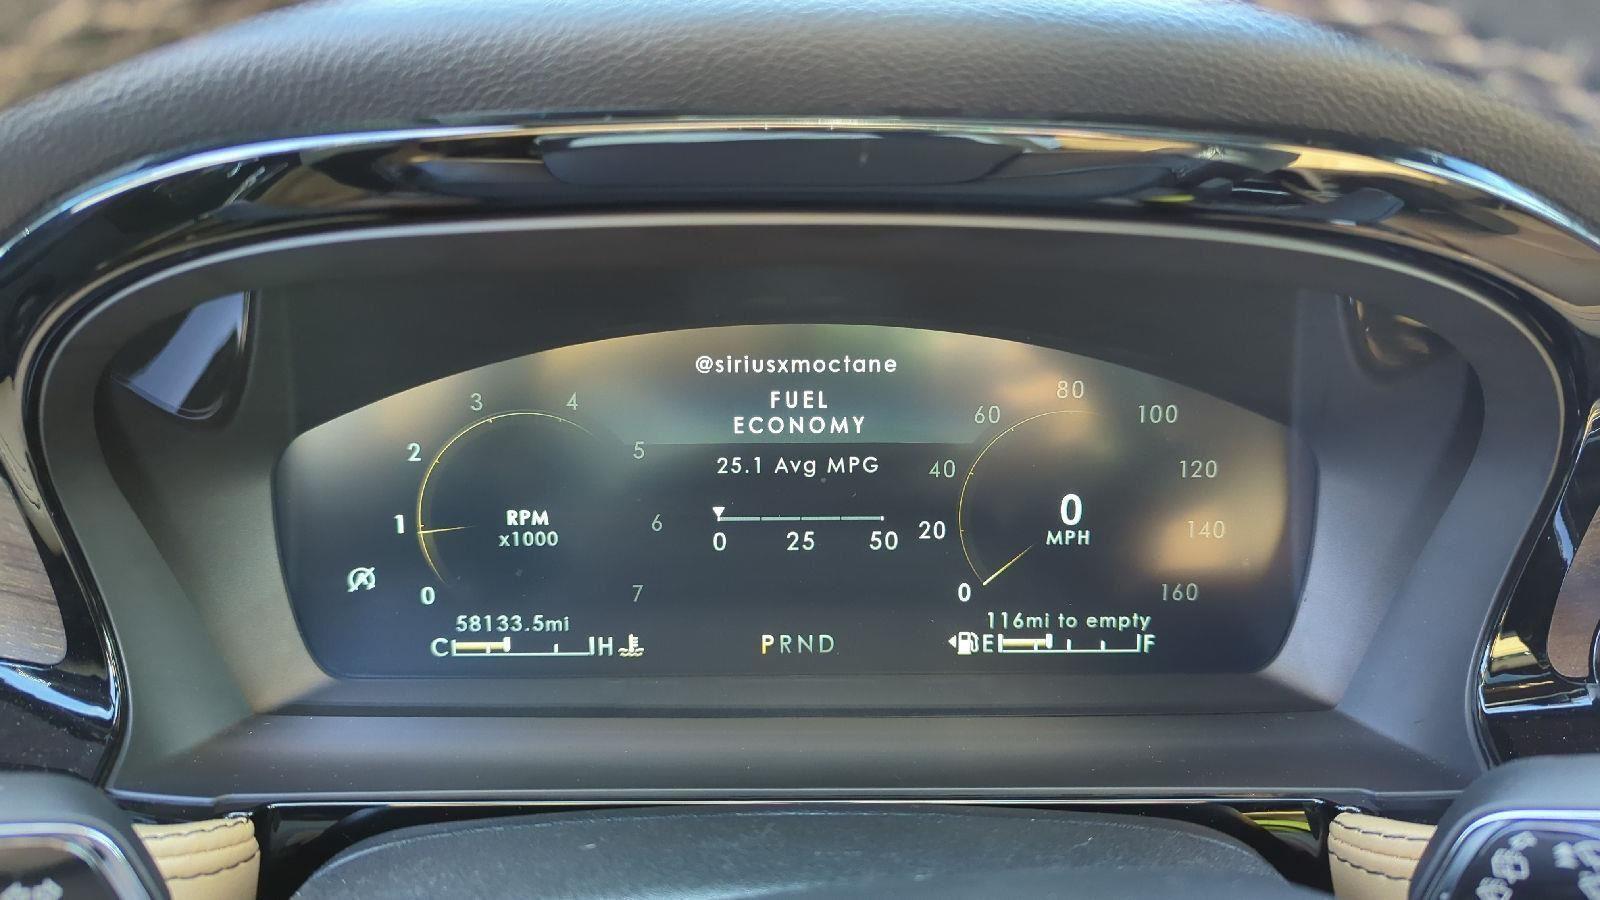 @siriusxmoctane
FUEL
ECONOMY
25.1 Avg MPG
0 25 50
0 1 2 3 4 5 6 7
RPM
x1000
0 20 40 60 80 100 120 140 160
0
MPH
58133.5mi
C H
PRND
116mi to empty
E F